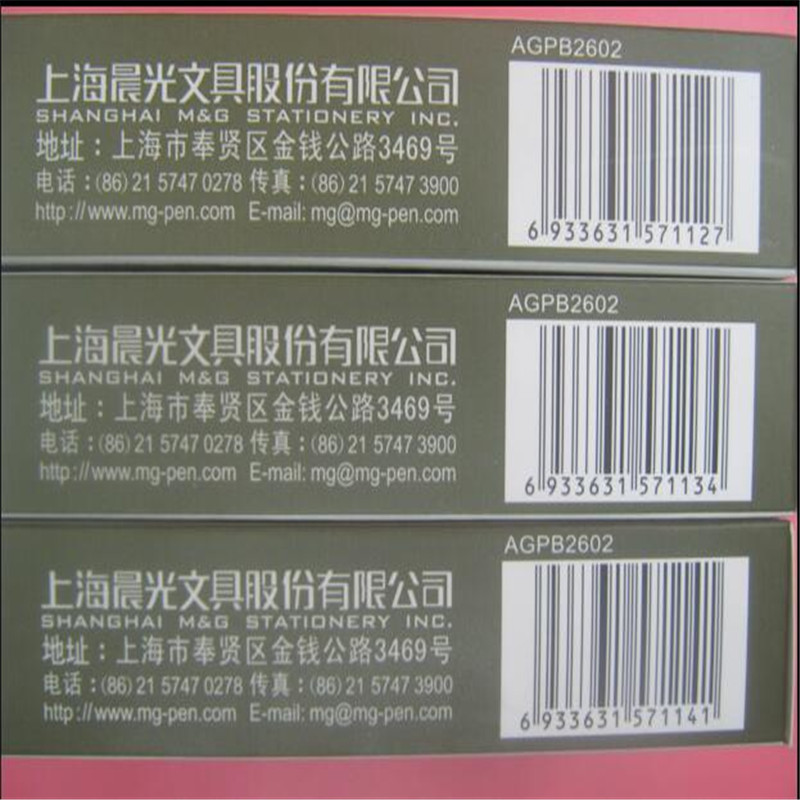 上海晨光文具股份有限公司
SHANGHAI M&G STATIONERY INC.
地址：上海市奉贤区金钱公路3469号
电话：(86) 21 5747 0278 传真：(86) 21 5747 3900
http://www.mg-pen.com E-mail: mg@mg-pen.com
AGPB2602
6 933631 571127
上海晨光文具股份有限公司
SHANGHAI M&G STATIONERY INC.
地址：上海市奉贤区金钱公路3469号
电话：(86) 21 5747 0278 传真：(86) 21 5747 3900
http://www.mg-pen.com E-mail: mg@mg-pen.com
AGPB2602
6 933631 571134
上海晨光文具股份有限公司
SHANGHAI M&G STATIONERY INC.
地址：上海市奉贤区金钱公路3469号
电话：(86) 21 5747 0278 传真：(86) 21 5747 3900
http://www.mg-pen.com E-mail: mg@mg-pen.com
AGPB2602
6 933631 571141